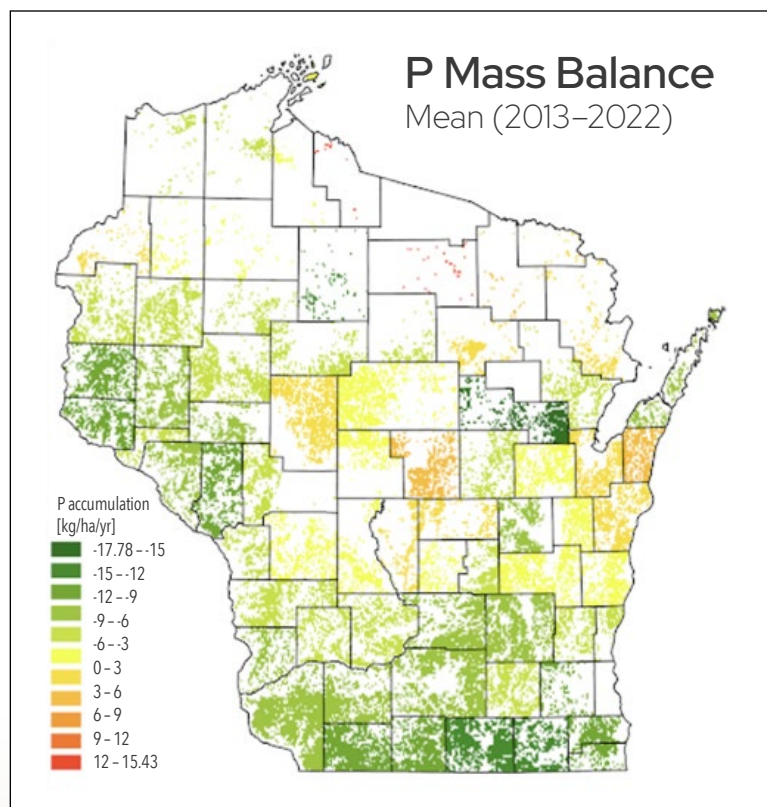 P Mass Balance
Mean (2013–2022)
P accumulation
[kg/ha/yr]
-17.78 – -15
-15 – -12
-12 – -9
-9 – -6
-6 – -3
0 – 3
3 – 6
6 – 9
9 – 12
12 – 15.43